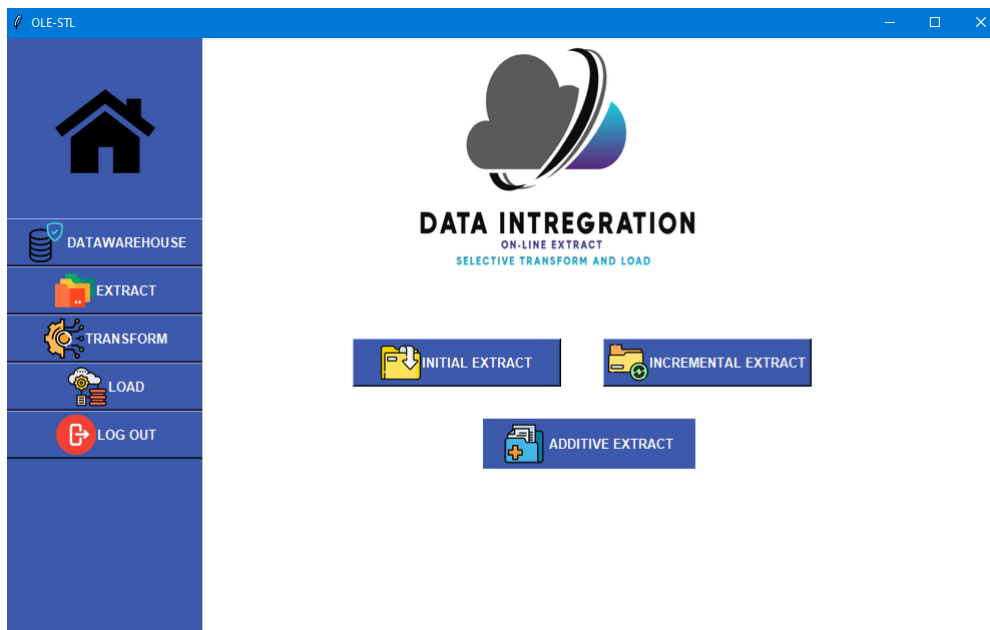 OLE-STL
DATAWAREHOUSE
EXTRACT
TRANSFORM
LOAD
LOG OUT
DATA INTREGRATION
ON-LINE EXTRACT
SELECTIVE TRANSFORM AND LOAD
INITIAL EXTRACT
INCREMENTAL EXTRACT
ADDITIVE EXTRACT